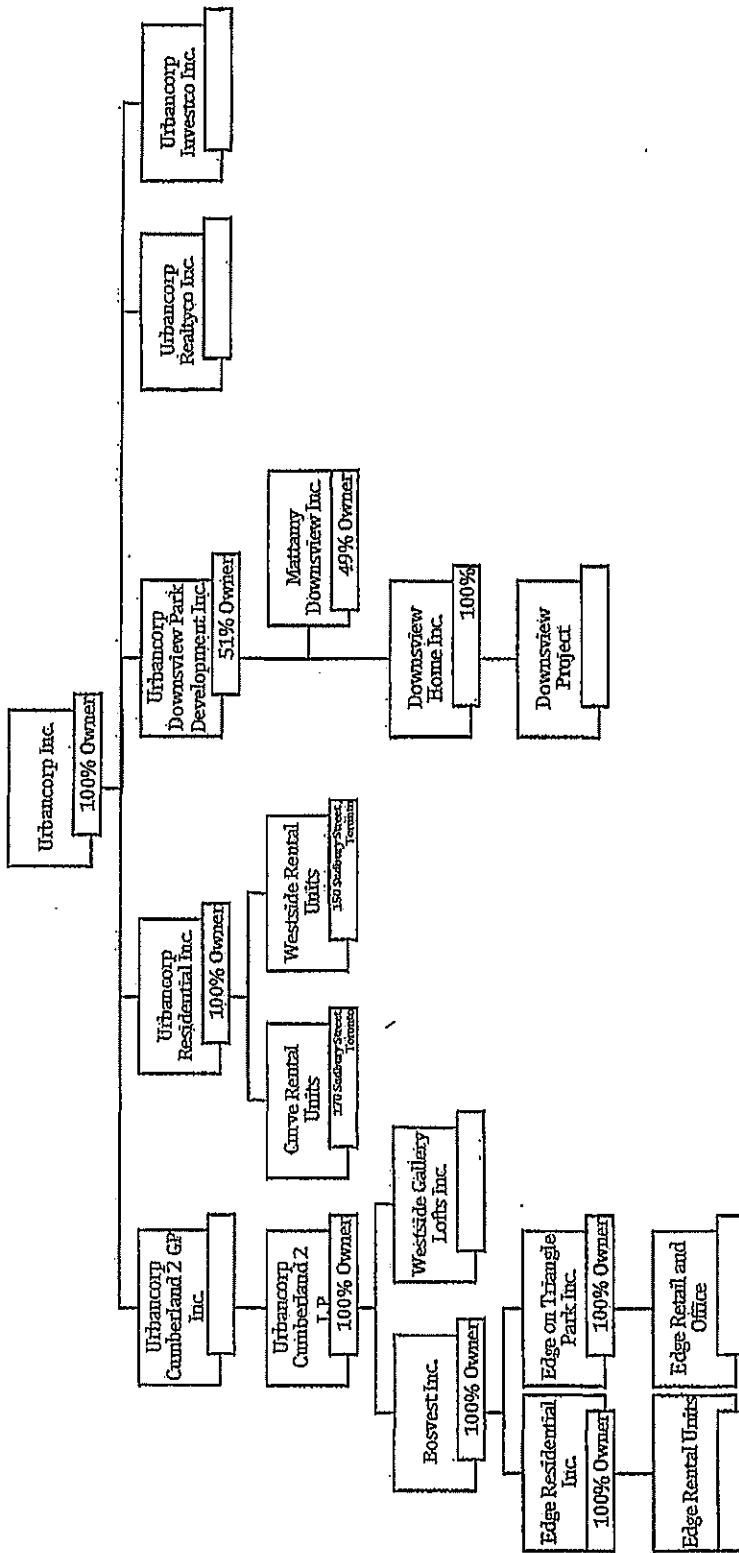 Urbancorp Inc.
100% Owner
Urbancorp
Cumberland 2 GP
Inc.
Urbancorp
Residential Inc.
100% Owner
Urbancorp
Downsview Park
Development Inc.
51% Owner
Urbancorp
Realtyco Inc.
Urbancorp
Investco Inc.
Urbancorp
Cumberland 2
L.P
100% Owner
Curve Rental
Units
170 Sudbury Street,
Toronto
Westside Rental
Units
150 Sudbury Street,
Toronto
Mattamy
Downsview Inc.
49% Owner
Bosvest Inc.
100% Owner
Westside Gallery
Lofts Inc.
Downsview
Home Inc.
100%
Edge Residential
Inc.
100% Owner
Edge on Triangle
Park Inc.
100% Owner
Downsview
Project
Edge Rental Units
Edge Retail and
Office